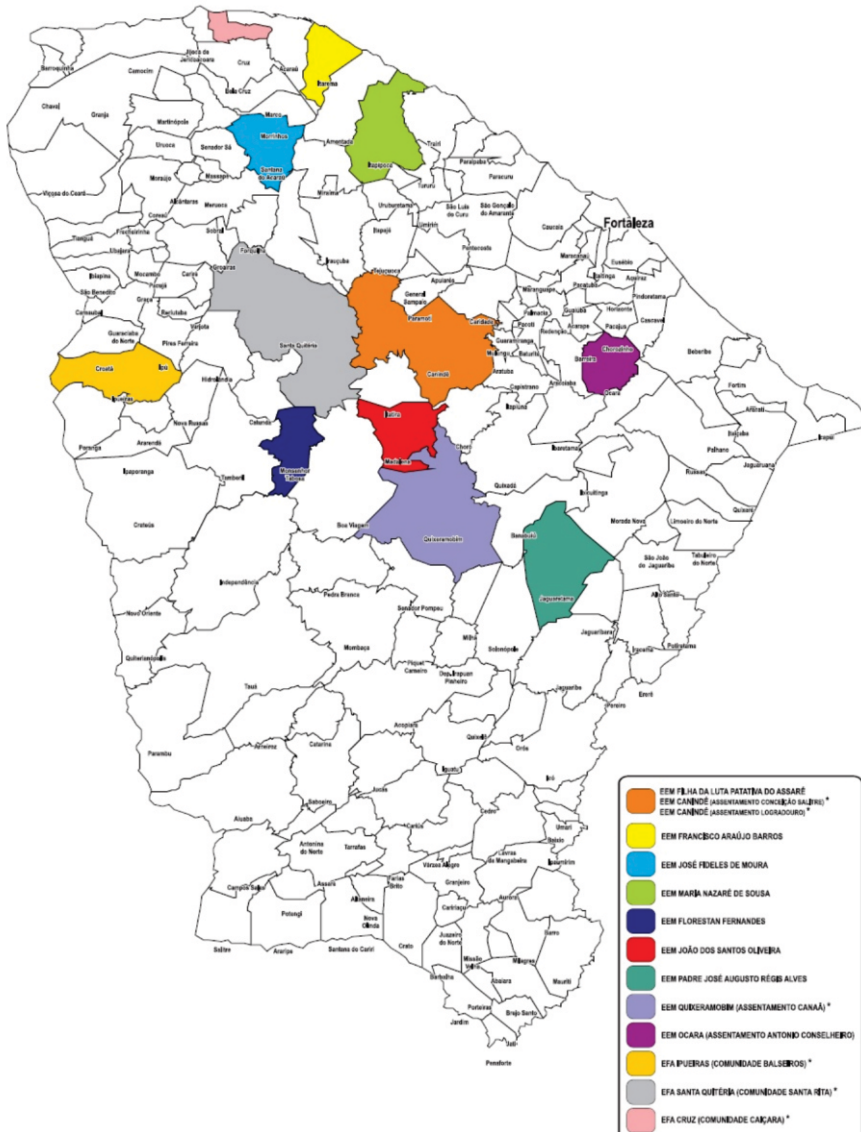 Jijoca de Jericoacoara
Cruz
Barroquinha
Camocim
Acaraú
Itarema
Bela Cruz
Chaval
Granja
Martinópole
Marco
Morrinhos
Amontada
Uruoca
Senador Sá
Trairi
Paraipaba
Paracuru
Itapipoca
Santana do Acaraú
Moraújo
Massapê
Miraíma
Tururu
Viçosa do Ceará
Alcântaras
Meruoca
Uruburetama
São Luís do Curu
São Gonçalo do Amarante
Coreaú
Sobral
Itapajé
Umirim
Caucaia
Fortaleza
Tianguá
Frecheirinha
Ubajara
Forquilha
Irauçuba
Pentecoste
Maracanaú
Eusébio
Groaíras
Tejuçuoca
Apuiarés
Itaitinga
Aquiraz
Ibiapina
Mucambo
Cariré
Pacujá
General Sampaio
Maranguape
Pacatuba
São Benedito
Graça
Pindoretama
Guaiúba
Horizonte
Carnaubal
Reriutaba
Varjota
Paramoti
Caridade
Palmácia
Pacoti
Redenção
Acarape
Pacajus
Cascavel
Guaraciaba do Norte
Pires Ferreira
Santa Quitéria
Guaramiranga
Mulungu
Baturité
Barreira
Chorozinho
Beberibe
Croatá
Ipu
Hidrolândia
Canindé
Aratuba
Capistrano
Aracoiaba
Ocara
Fortim
Ipueiras
Nova Russas
Catunda
Itatira
Itapiúna
Aracati
Icapuí
Poranga
Ararendá
Choró
Ibaretama
Itaiçaba
Palhano
Ipaporanga
Tamboril
Monsenhor Tabosa
Madalena
Quixadá
Russas
Jaguaruana
Ibicuitinga
Crateús
Boa Viagem
Quixeramobim
Banabuiú
Morada Nova
Limoeiro do Norte
Quixeré
São João do Jaguaribe
Tabuleiro do Norte
Independência
Pedra Branca
Jaguaretama
Alto Santo
Novo Oriente
Senador Pompeu
Milhã
Solonópole
Jaguaribara
Potiretama
Quiterianópolis
Mombaça
Iracema
Tauá
Piquet Carneiro
Dep. Irapuan Pinheiro
Jaguaribe
Ererê
Pereiro
Acopiara
Parambu
Arneiroz
Catarina
Quixelô
Orós
Iguatu
Icó
Saboeiro
Jucás
Cedro
Aiuaba
Cariús
Umari
Baixio
Antonina do Norte
Tarrafas
Várzea Alegre
Lavras da Mangabeira
Ipaumirim
Campos Sales
Assaré
Farias Brito
Granjeiro
Aurora
Altaneira
Caririaçu
Potengi
Nova Olinda
Juazeiro do Norte
Barro
Salitre
Araripe
Santana do Cariri
Crato
Missão Velha
Milagres
Mauriti
Barbalha
Abaiara
Porteiras
Brejo Santo
Jardim
Jati
Penaforte
EEM FILHA DA LUTA PATATIVA DO ASSARÉ
EEM CANINDÉ (ASSENTAMENTO CONCEIÇÃO SALITRE) *
EEM CANINDÉ (ASSENTAMENTO LOGRADOURO) *
EEM FRANCISCO ARAÚJO BARROS
EEM JOSÉ FIDELES DE MOURA
EEM MARIA NAZARÉ DE SOUSA
EEM FLORESTAN FERNANDES
EEM JOÃO DOS SANTOS OLIVEIRA
EEM PADRE JOSÉ AUGUSTO RÉGIS ALVES
EEM QUIXERAMOBIM (ASSENTAMENTO CANAÃ) *
EEM OCARA (ASSENTAMENTO ANTONIO CONSELHEIRO)
EFA IPUEIRAS (COMUNIDADE BALSEIROS) *
EFA SANTA QUITÉRIA (COMUNIDADE SANTA RITA) *
EFA CRUZ (COMUNIDADE CAIÇARA) *